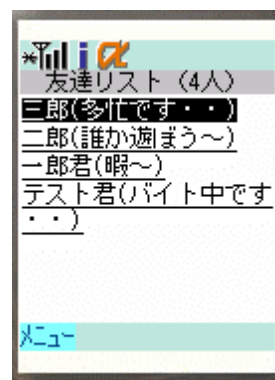 i α
友達リスト（4人）
三郎(多忙です・・)
二郎(誰か遊ぼう～)
一郎君(暇～)
テスト君(バイト中です
・・)
メニュー